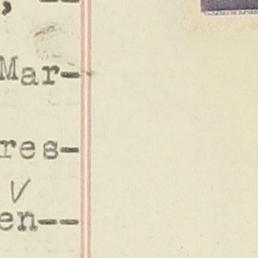 , --
Mar-
res-
V
en--